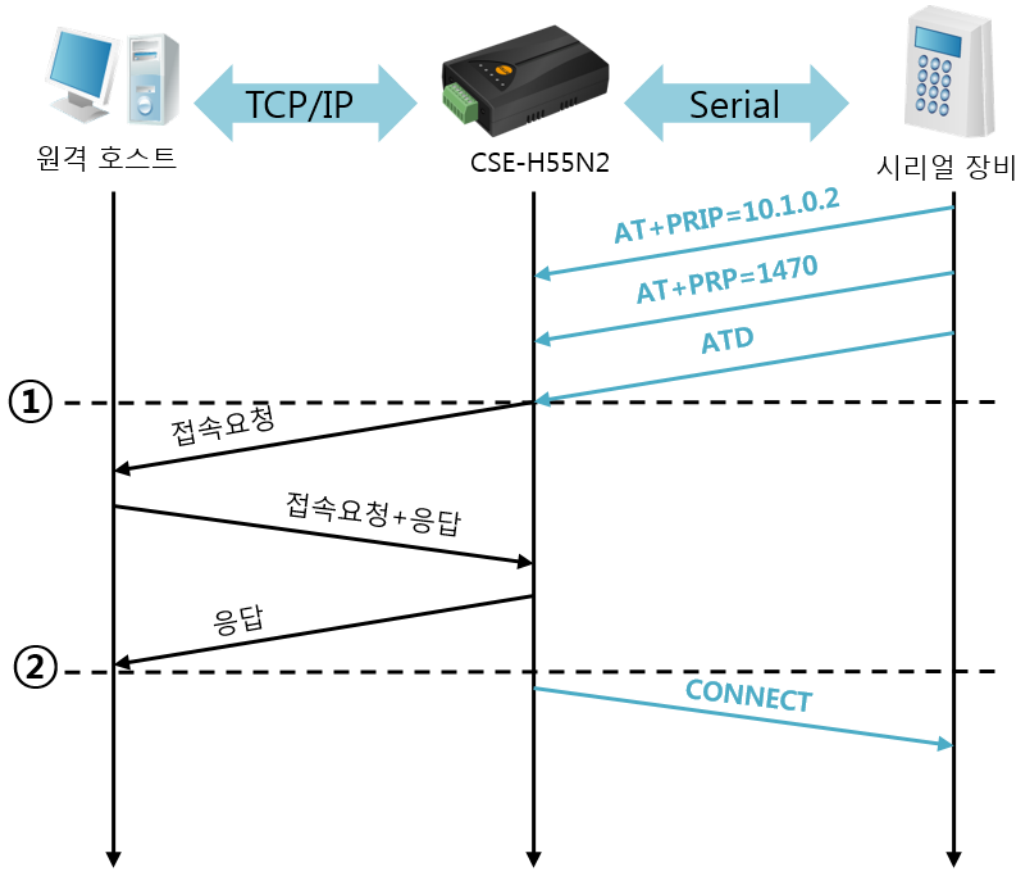 TCP/IP
Serial
원격 호스트
CSE-H55N2
시리얼 장비
AT+PRIP=10.1.0.2
AT+PRP=1470
ATD
①
접속요청
접속요청+응답
응답
②
CONNECT